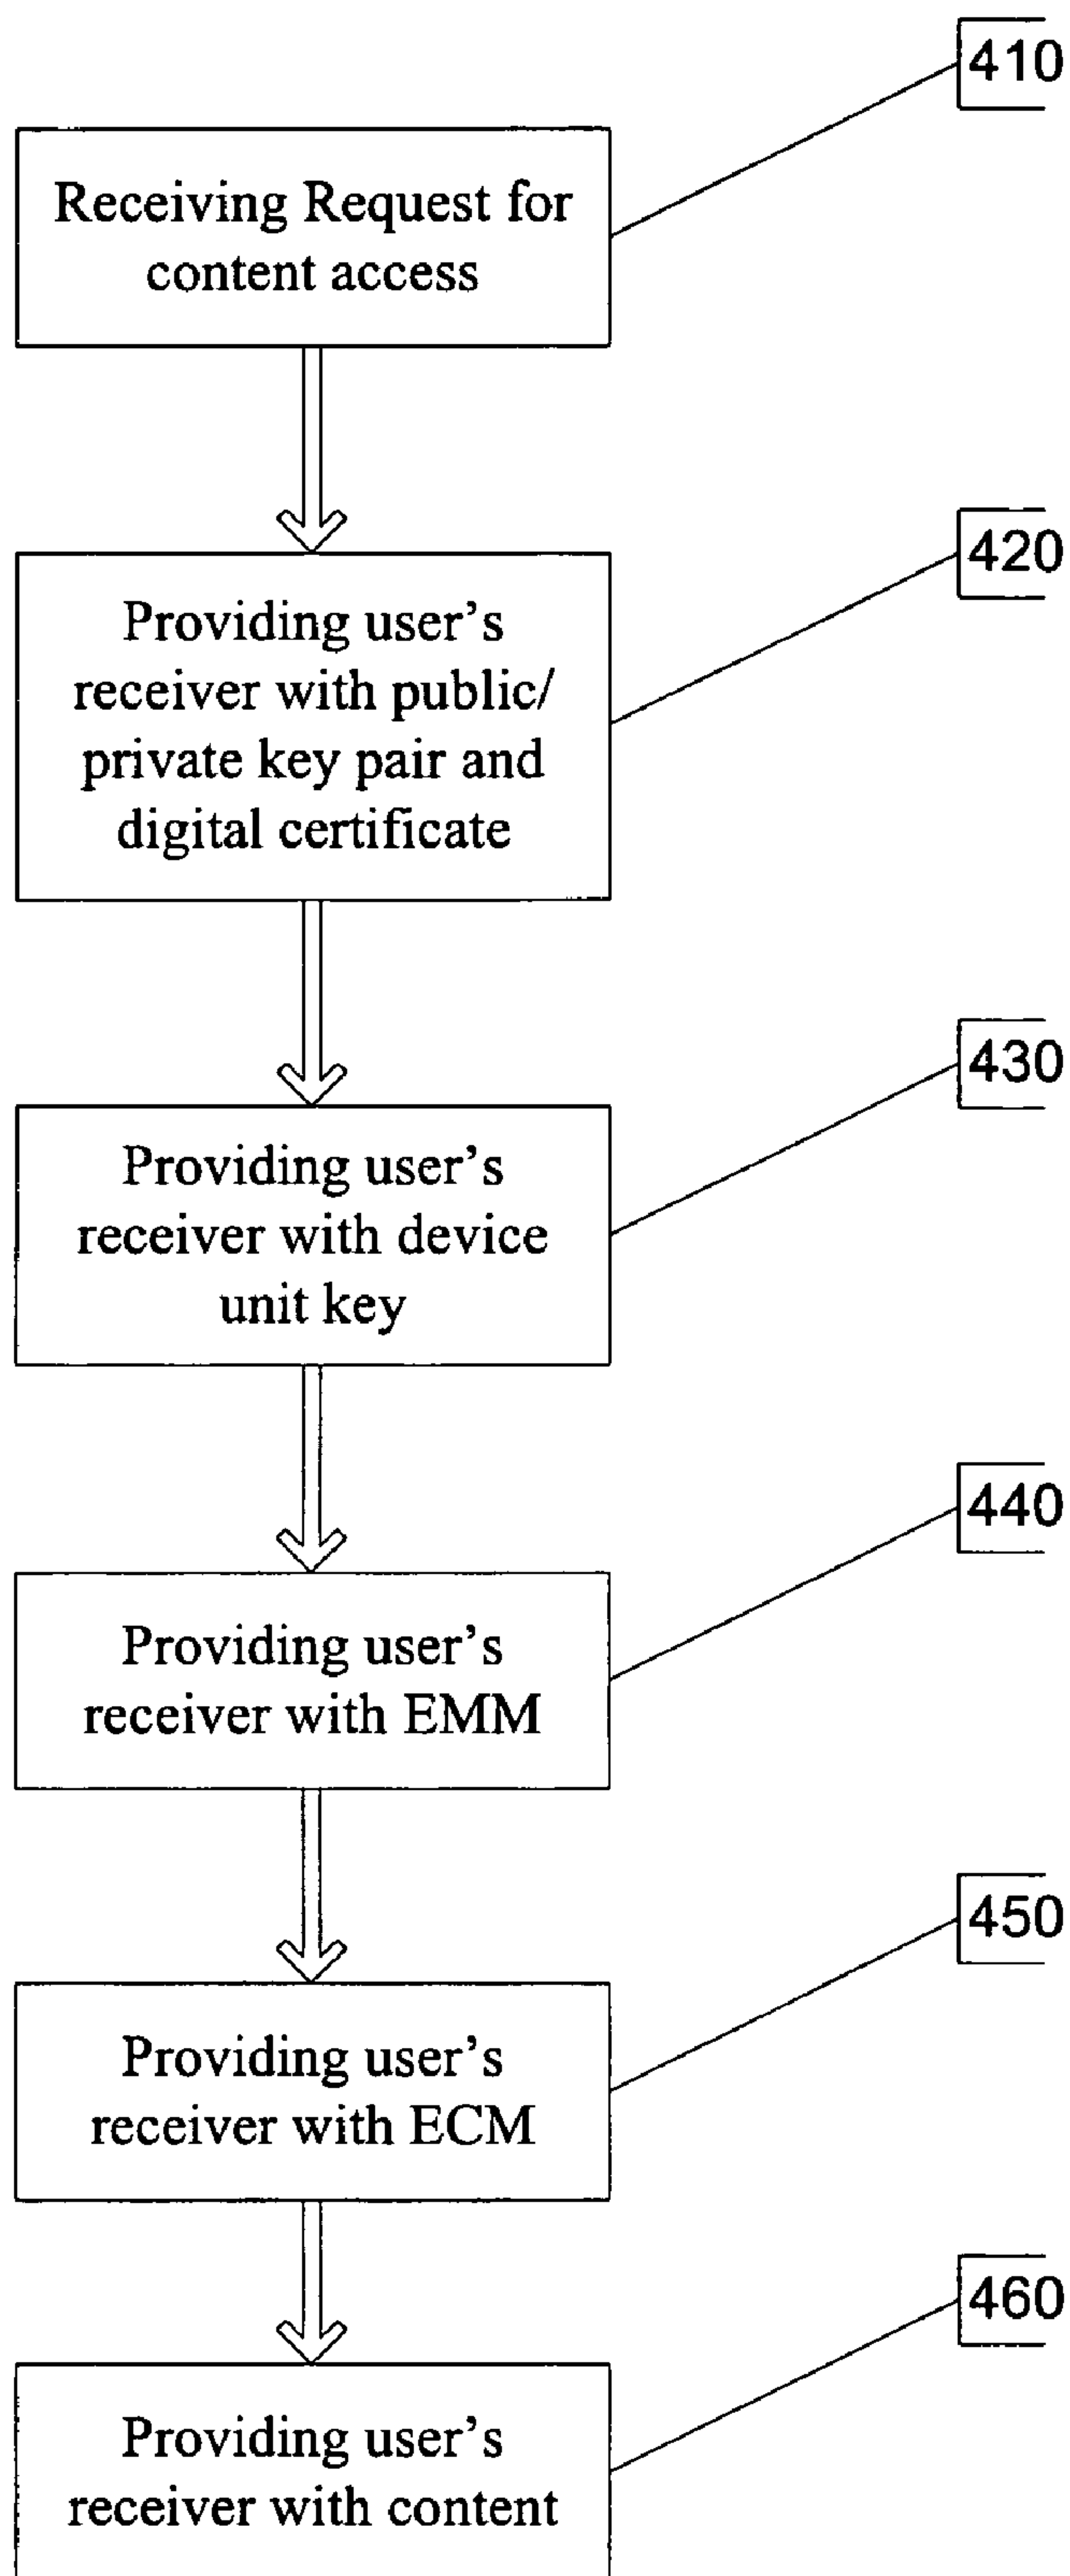 410
Receiving Request for
content access
420
Providing user's
receiver with public/
private key pair and
digital certificate
430
Providing user's
receiver with device
unit key
440
Providing user's
receiver with EMM
450
Providing user's
receiver with ECM
460
Providing user's
receiver with content